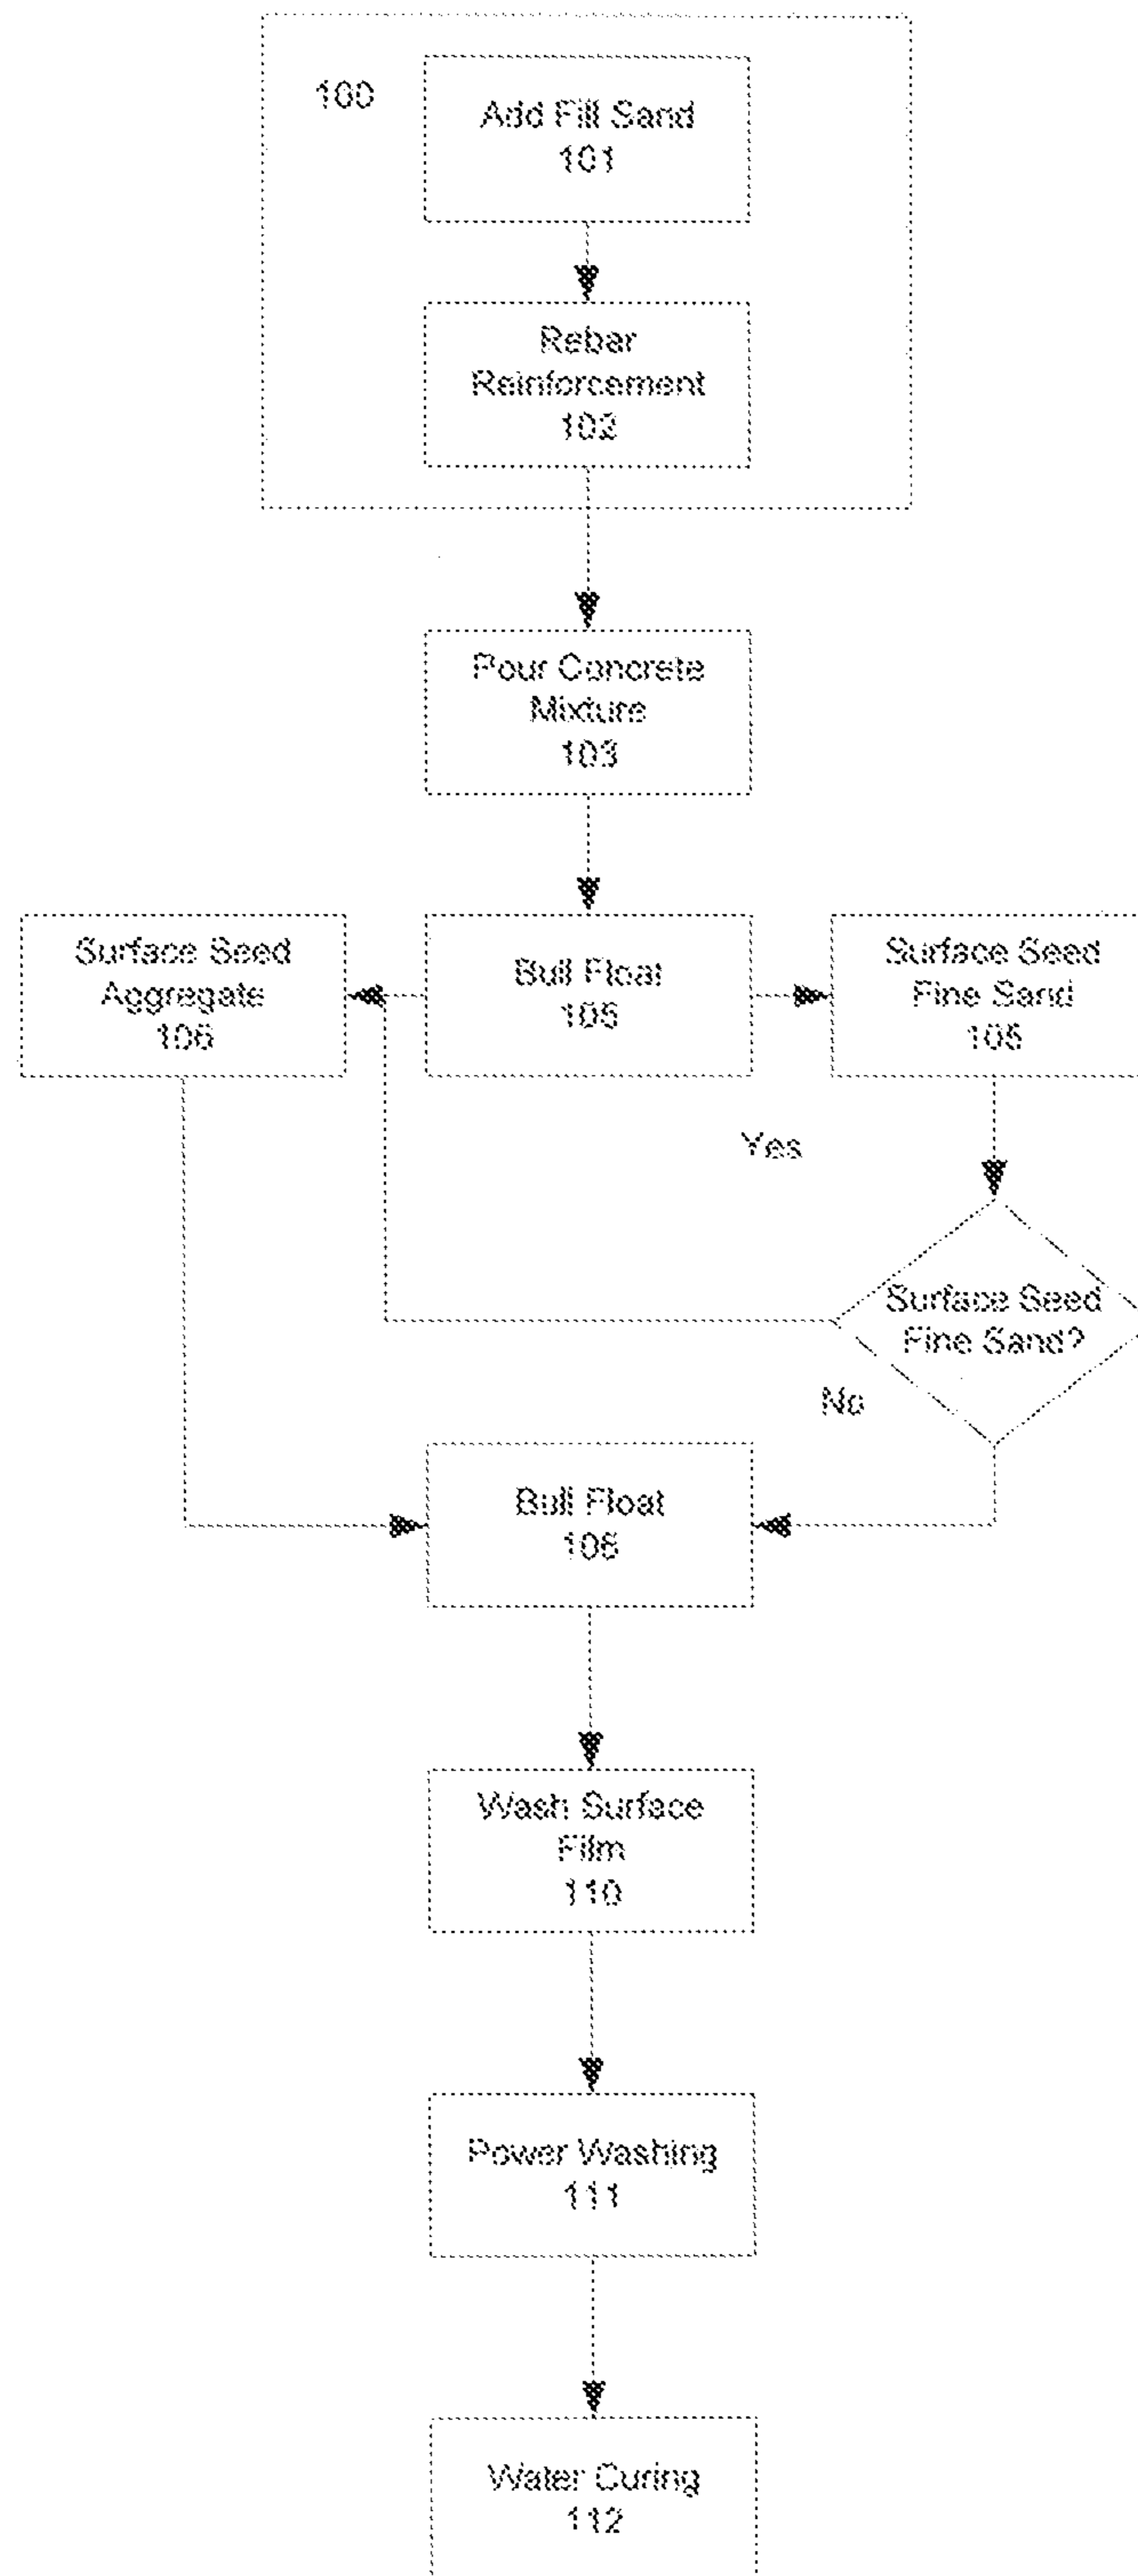 100
Add Fill Sand
101
Rebar
Reinforcement
102
Pour Concrete
Mixture
103
Surface Seed
Aggregate
106
Bull Float
105
Surface Seed
Fine Sand
105
Yes
Surface Seed
Fine Sand?
No
Bull Float
106
Wash Surface
Film
110
Power Washing
111
Water Curing
112